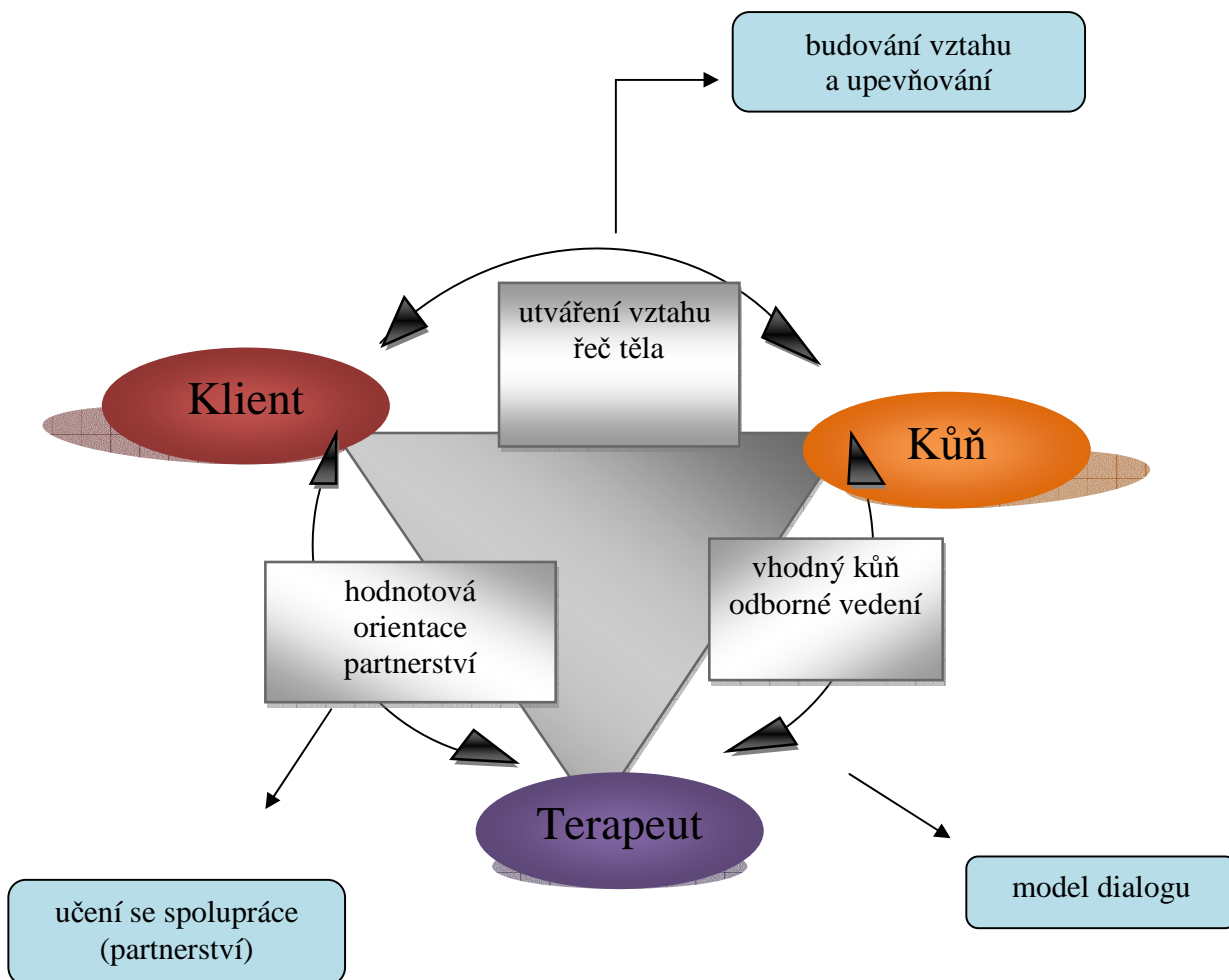 budování vztahu
a upevňování
utváření vztahu
řeč těla
Klient
Kůň
vhodný kůň
odborné vedení
hodnotová
orientace
partnerství
Terapeut
model dialogu
učení se spolupráce
(partnerství)